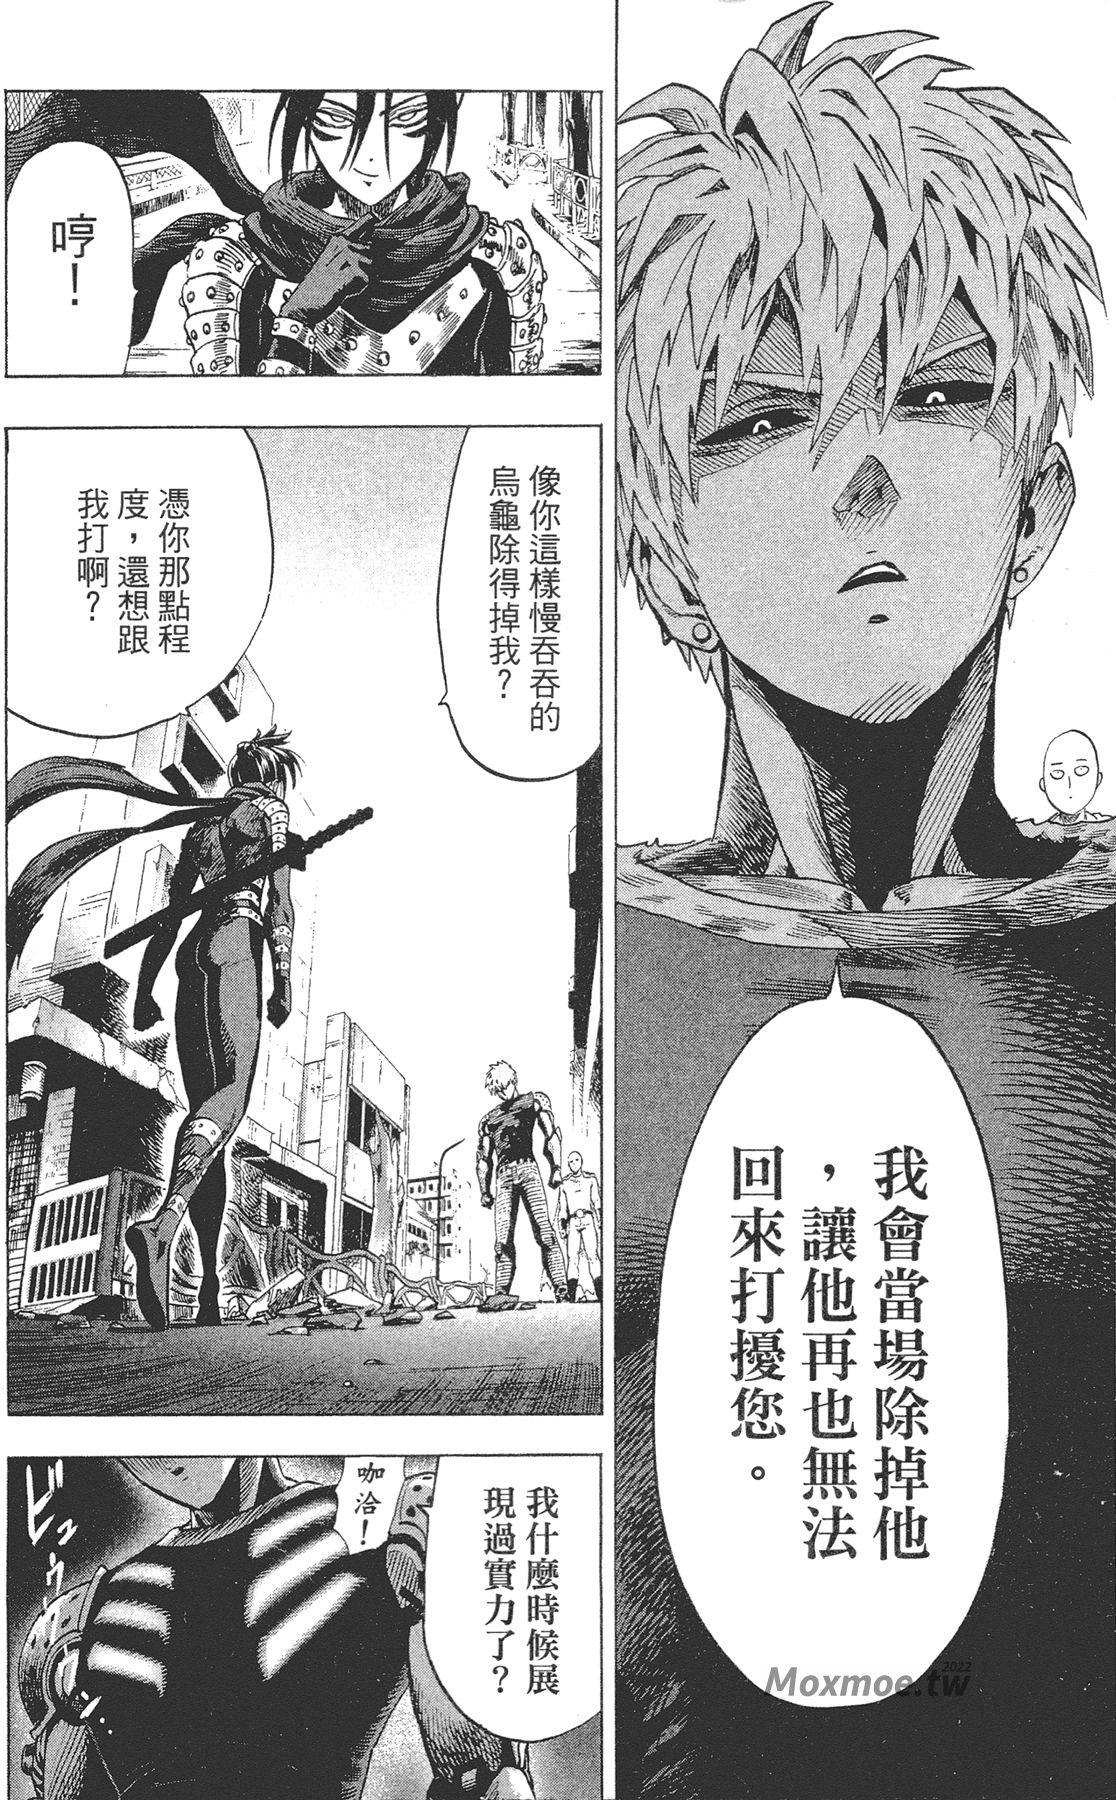 我會當場除掉他
，讓他再也無法
回來打擾您。
哼！
像你這樣慢吞吞的
烏龜除得掉我？
憑你那點程
度，還想跟
我打啊？
我什麼時候展
現過實力了？
咖洽！
ビュウゥ
Moxmoe.tw
2022